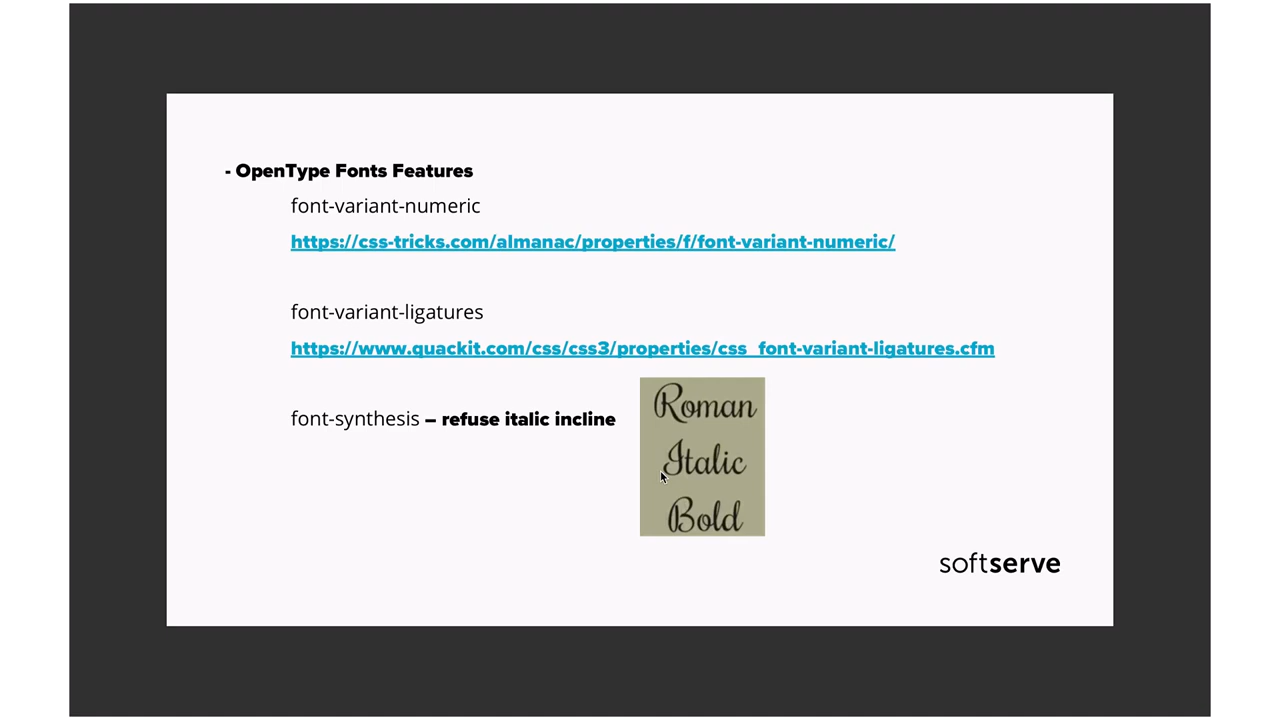 - OpenType Fonts Features
font-variant-numeric
https://css-tricks.com/almanac/properties/f/font-variant-numeric/
font-variant-ligatures
https://www.quackit.com/css/css3/properties/css_font-variant-ligatures.cfm
font-synthesis – refuse italic incline
Roman
Italic
Bold
softserve